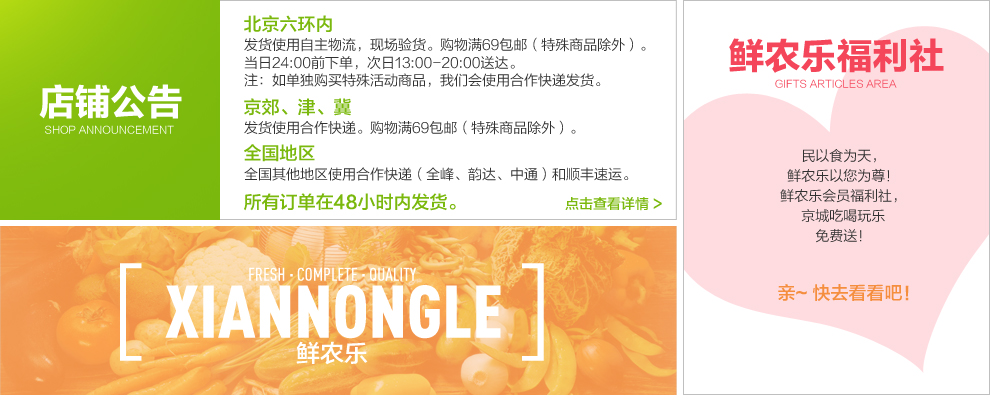 店铺公告
SHOP ANNOUNCEMENT
北京六环内
发货使用自主物流，现场验货。购物满69包邮（特殊商品除外）。
当日24:00前下单，次日13:00-20:00送达。
注：如单独购买特殊活动商品，我们会使用合作快递发货。
京郊、津、冀
发货使用合作快递。购物满69包邮（特殊商品除外）。
全国地区
全国其他地区使用合作快递（全峰、韵达、中通）和顺丰速运。
所有订单在48小时内发货。
点击查看详情 >
FRESH · COMPLETE · QUALITY
XIANNONGLE
鲜农乐
鲜农乐福利社
GIFTS ARTICLES AREA
民以食为天，
鲜农乐以您为尊！
鲜农乐会员福利社，
京城吃喝玩乐
免费送！
亲~ 快去看看吧！